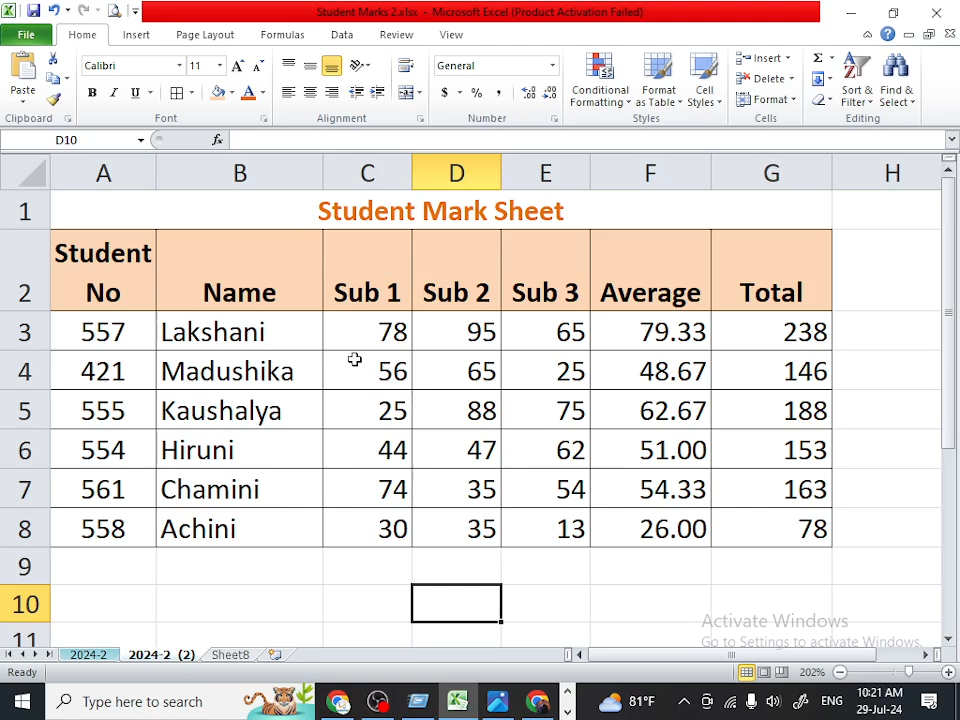 Student Marks 2.xlsx - Microsoft Excel (Product Activation Failed)
File Home Insert Page Layout Formulas Data Review View
Paste
Calibri 11
B I U
General
$ % ,
Conditional Formatting
Format as Table
Cell Styles
Insert
Delete
Format
Σ
Sort & Filter
Find & Select
Clipboard Font Alignment Number Styles Cells Editing
D10 fx
A B C D E F G H
1 Student Mark Sheet
2 Student No Name Sub 1 Sub 2 Sub 3 Average Total
3 557 Lakshani 78 95 65 79.33 238
4 421 Madushika 56 65 25 48.67 146
5 555 Kaushalya 25 88 75 62.67 188
6 554 Hiruni 44 47 62 51.00 153
7 561 Chamini 74 35 54 54.33 163
8 558 Achini 30 35 13 26.00 78
9
10
11
Activate Windows
Go to Settings to activate Windows.
2024-2 2024-2 (2) Sheet8
Ready 202%
Type here to search
81°F
ENG
10:21 AM
29-Jul-24